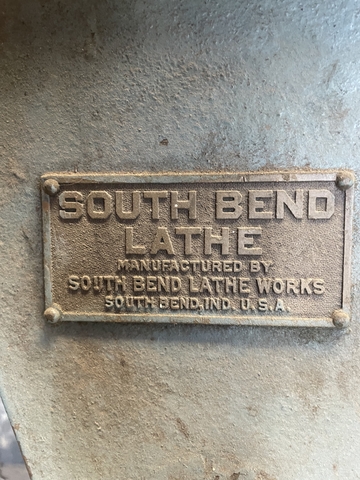 SOUTH BEND
LATHE
MANUFACTURED BY
SOUTH BEND LATHE WORKS
SOUTH BEND, IND. U.S.A.